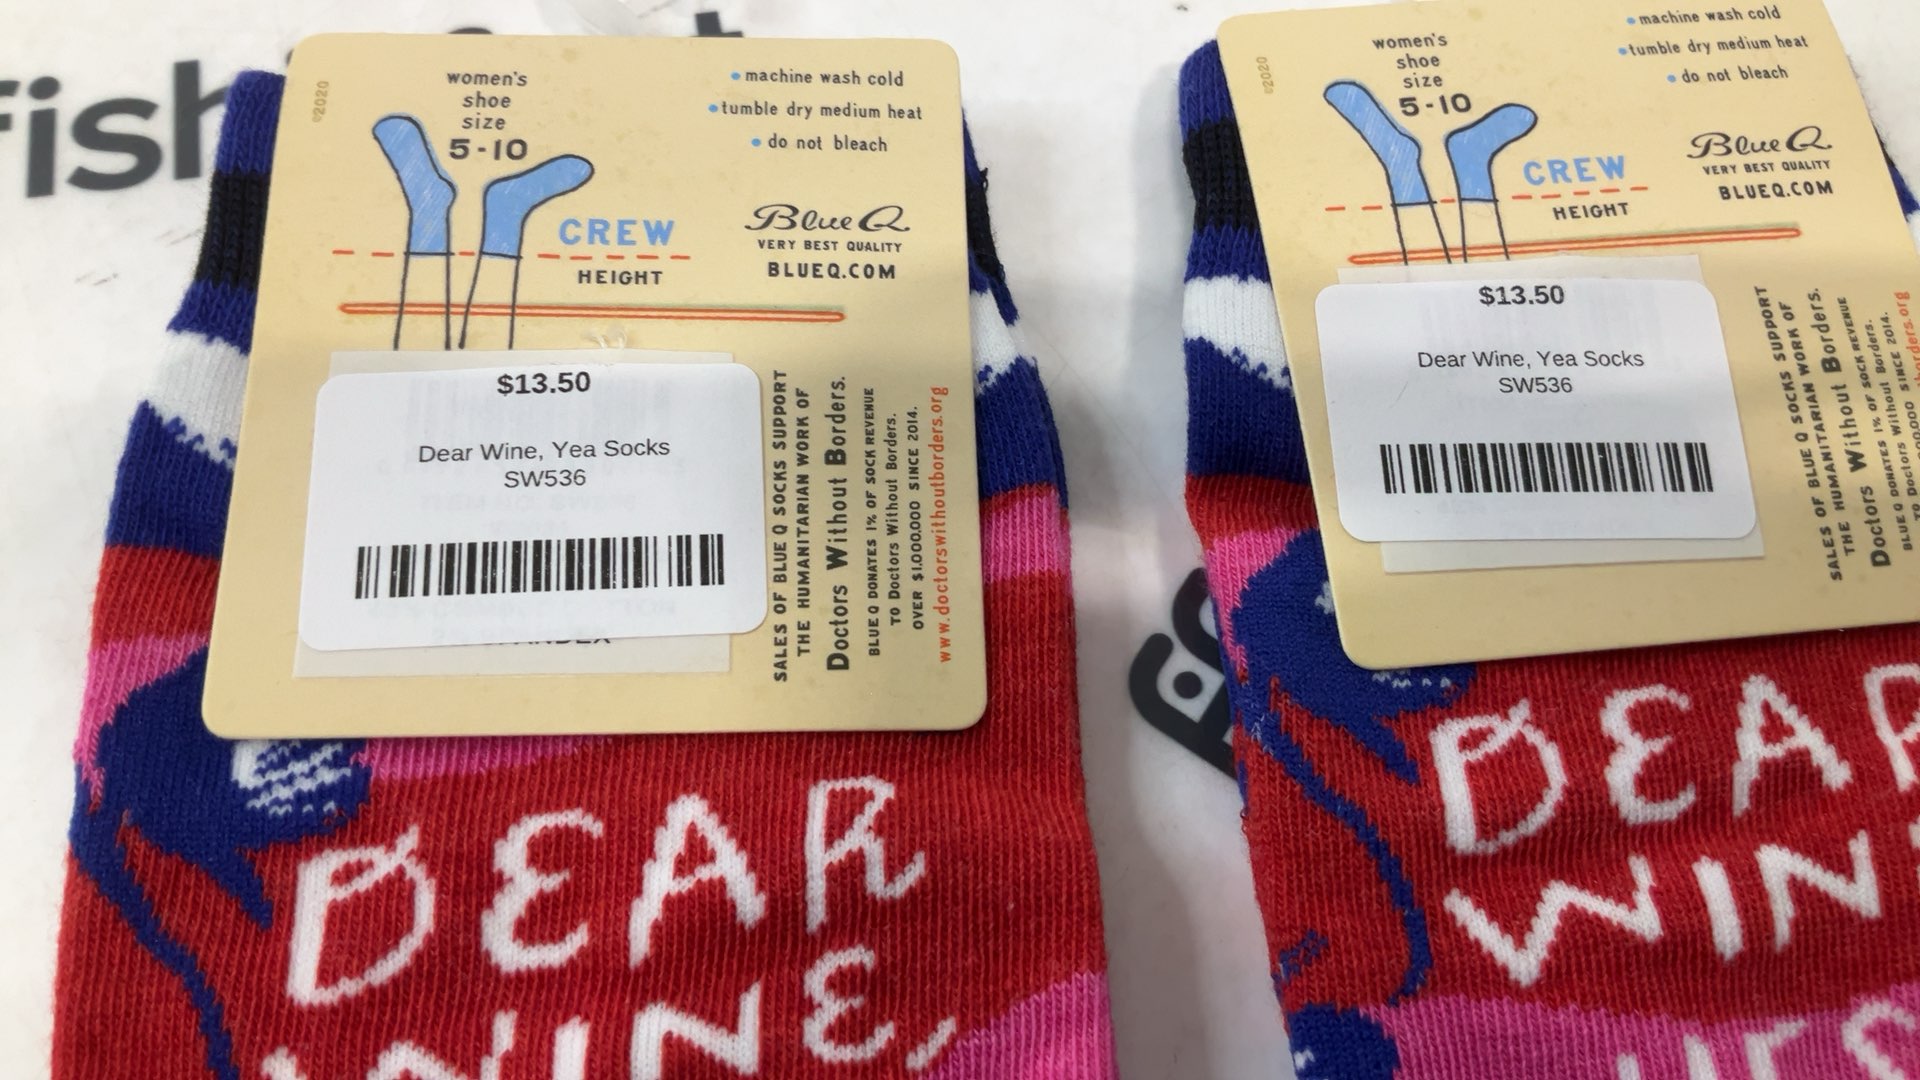 ©2020
women's
shoe
size
5-10
• machine wash cold
• tumble dry medium heat
• do not bleach
CREW
HEIGHT
Blue Q
VERY BEST QUALITY
BLUEQ.COM
$13.50
Dear Wine, Yea Socks
SW536
SALES OF BLUE Q SOCKS SUPPORT
THE HUMANITARIAN WORK OF
Doctors Without Borders.
BLUE Q DONATES 1% OF SOCK REVENUE
TO Doctors Without Borders.
OVER $1,000,000 SINCE 2014.
www.doctorswithoutborders.org
DEAR
WINE,
©2020
women's
shoe
size
5-10
• machine wash cold
• tumble dry medium heat
• do not bleach
CREW
HEIGHT
Blue Q
VERY BEST QUALITY
BLUEQ.COM
$13.50
Dear Wine, Yea Socks
SW536
SALES OF BLUE Q SOCKS SUPPORT
THE HUMANITARIAN WORK OF
Doctors Without Borders.
BLUE Q DONATES 1% OF SOCK REVENUE
TO Doctors Without Borders.
SINCE 2014.
DEAR
WIN